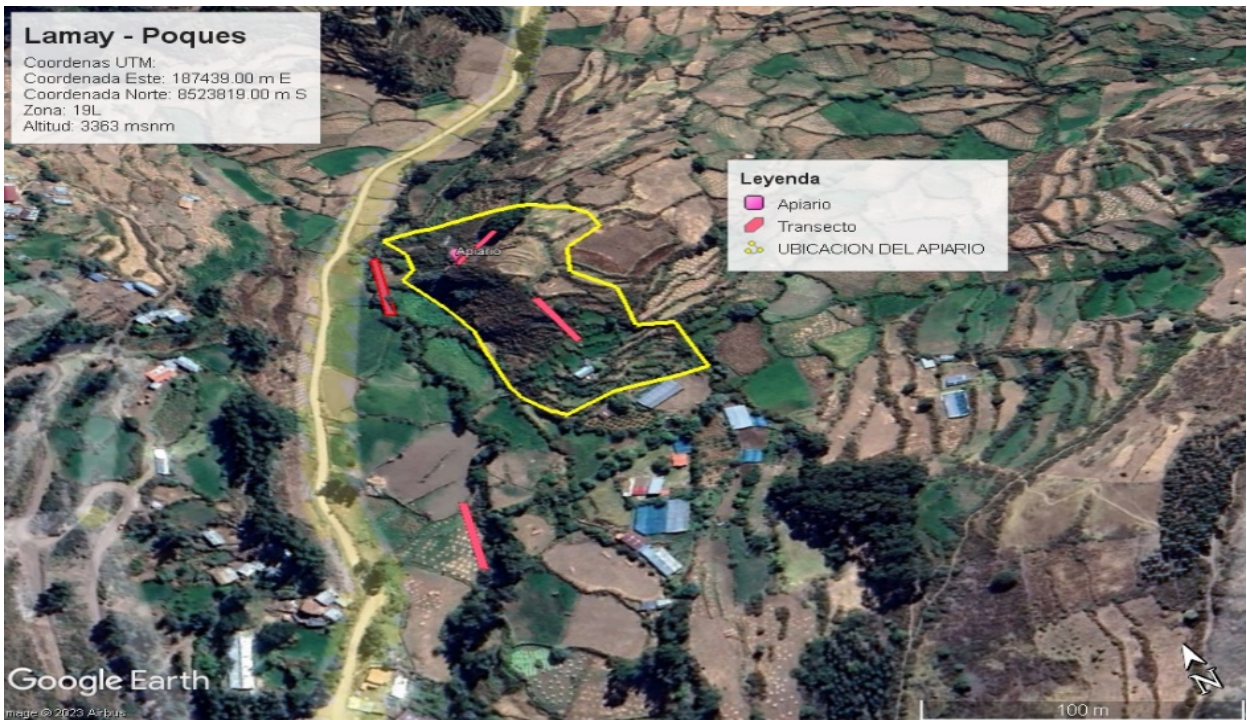 Lamay - Poques
Coordenas UTM:
Coordenada Este: 187439.00 m E
Coordenada Norte: 8523819.00 m S
Zona: 19L
Altitud: 3363 msnm
Leyenda
Apiario
Transecto
UBICACION DEL APIARIO
Apiario
Google Earth
mage © 2023 Airbus
100 m
N